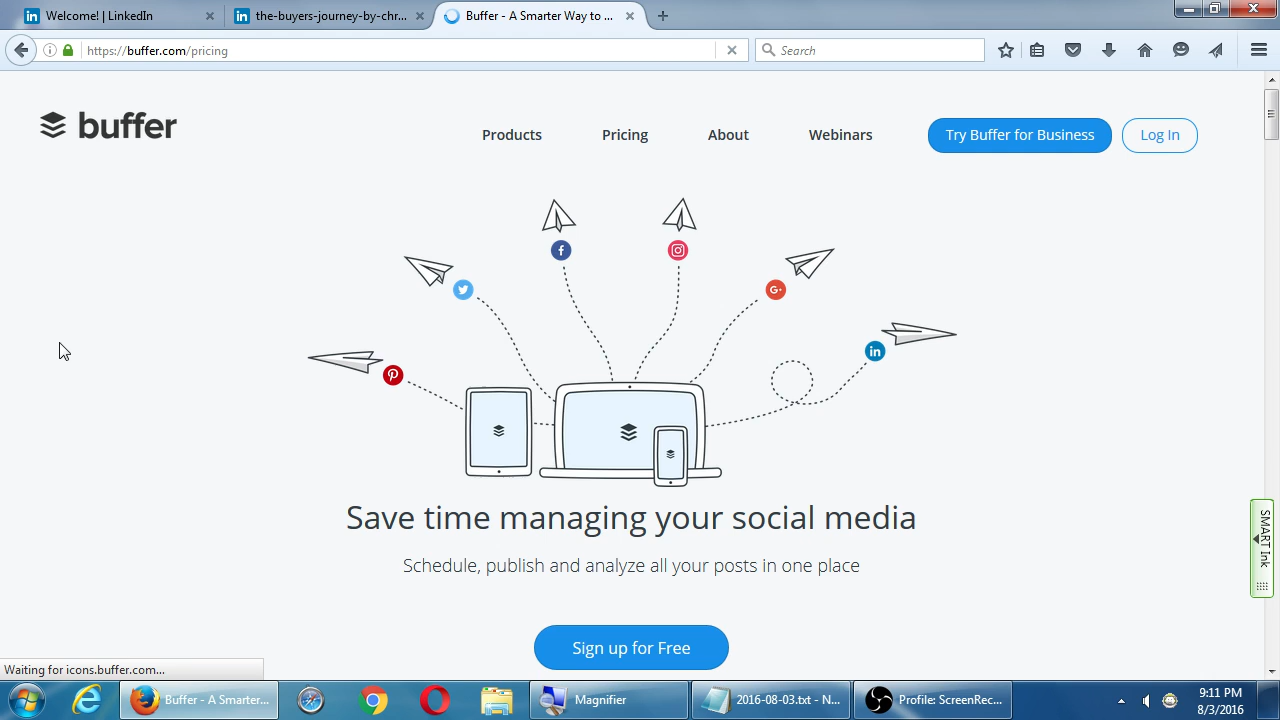 Welcome! | LinkedIn
the-buyers-journey-by-chr...
Buffer - A Smarter Way to ...
https://buffer.com/pricing
Search
buffer
Products
Pricing
About
Webinars
Try Buffer for Business
Log In
Save time managing your social media
Schedule, publish and analyze all your posts in one place
Sign up for Free
SMART Ink
Waiting for icons.buffer.com...
Buffer - A Smarter...
Magnifier
2016-08-03.txt - N...
Profile: ScreenRec...
9:11 PM
8/3/2016